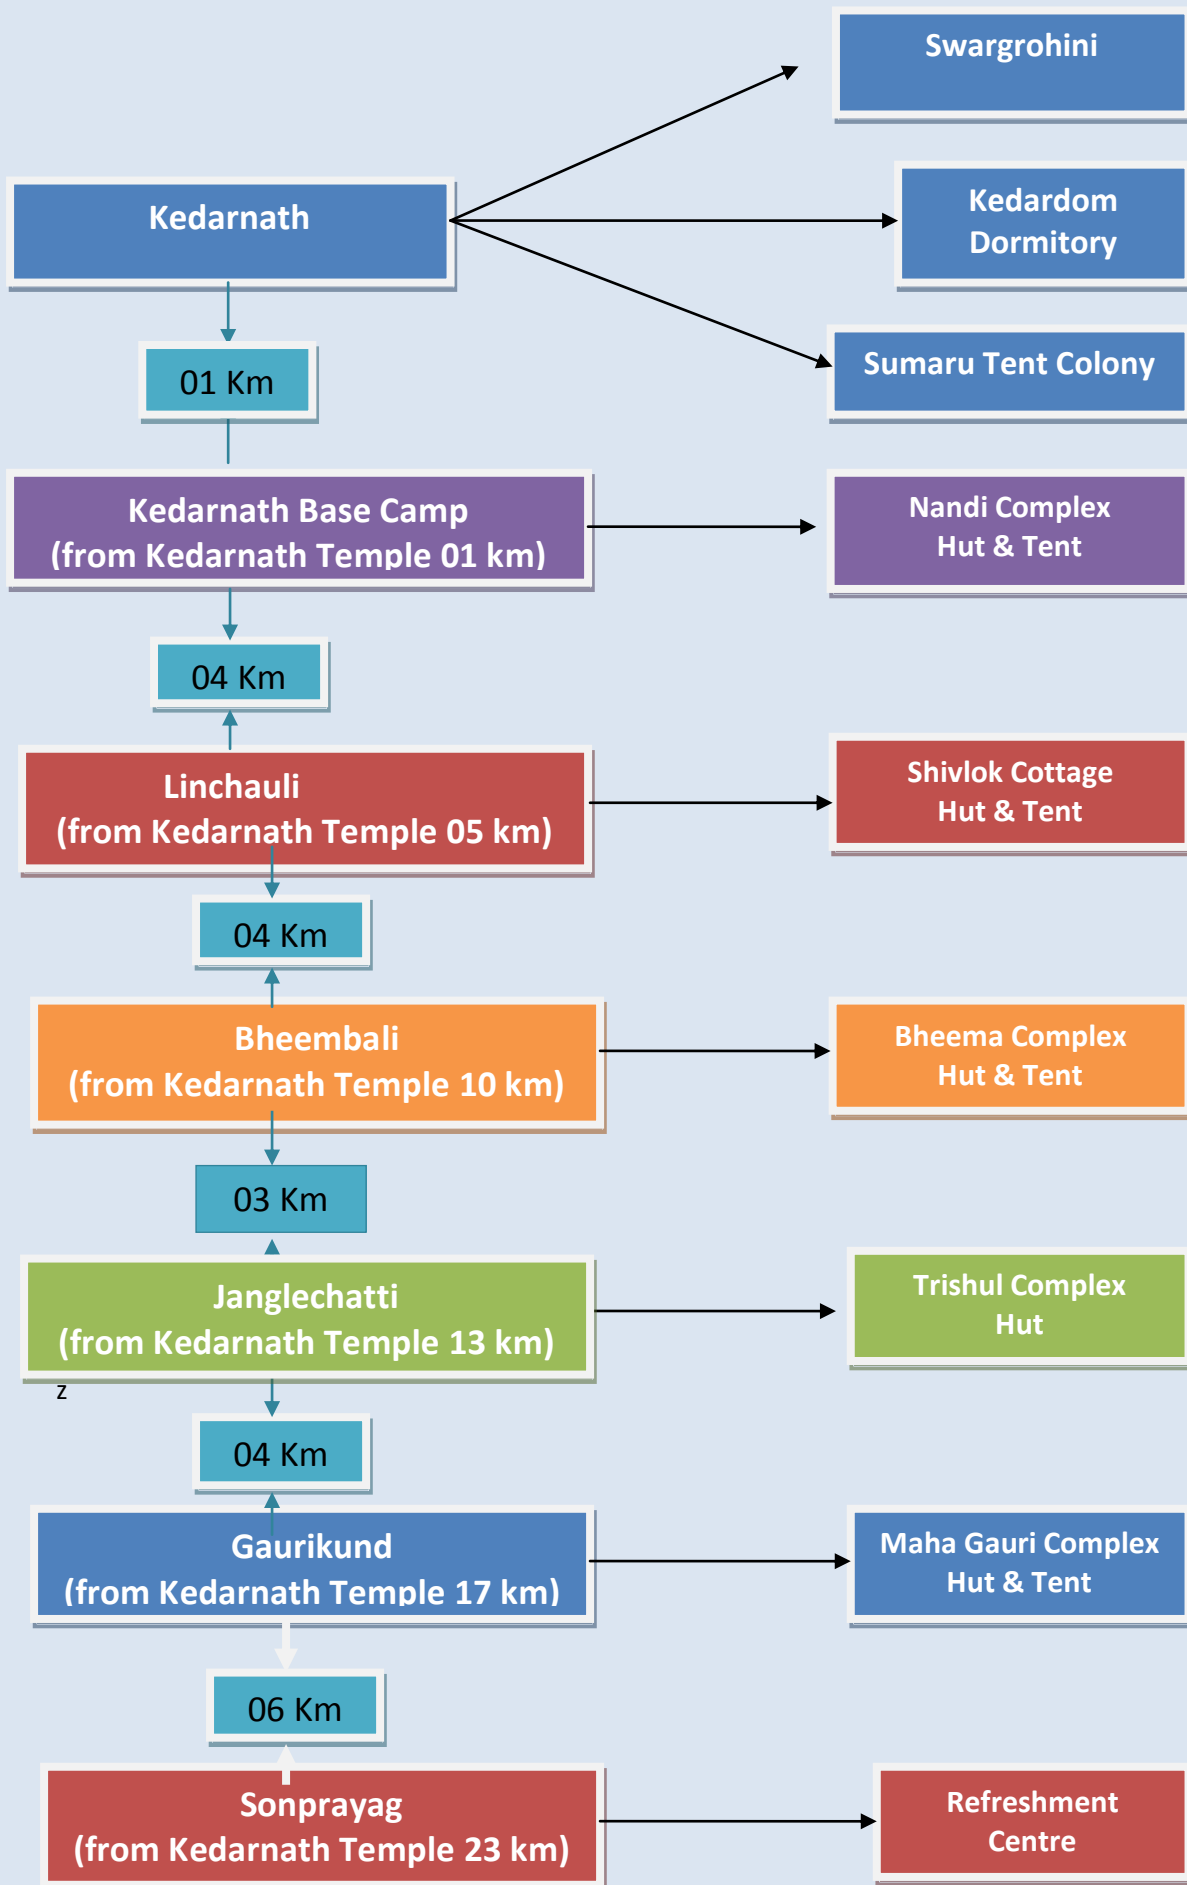 Swargrohini
Kedarnath
Kedardom
Dormitory
Sumaru Tent Colony
01 Km
Kedarnath Base Camp
(from Kedarnath Temple 01 km)
Nandi Complex
Hut & Tent
04 Km
Linchauli
(from Kedarnath Temple 05 km)
Shivlok Cottage
Hut & Tent
04 Km
Bheembali
(from Kedarnath Temple 10 km)
Bheema Complex
Hut & Tent
03 Km
Janglechatti
(from Kedarnath Temple 13 km)
Trishul Complex
Hut
z
04 Km
Gaurikund
(from Kedarnath Temple 17 km)
Maha Gauri Complex
Hut & Tent
06 Km
Sonprayag
(from Kedarnath Temple 23 km)
Refreshment
Centre